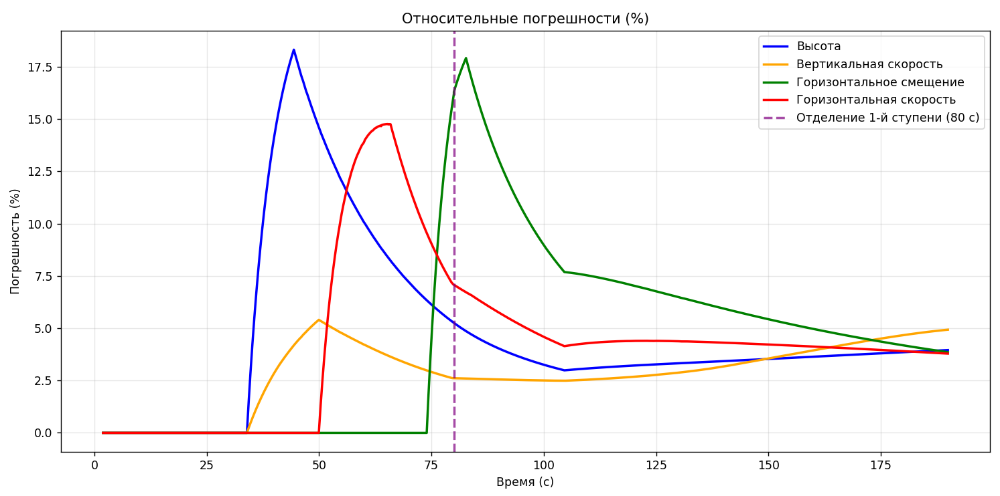 Относительные погрешности (%)
Высота
Вертикальная скорость
Горизонтальное смещение
Горизонтальная скорость
Отделение 1-й ступени (80 с)
Погрешность (%)
17.5
15.0
12.5
10.0
7.5
5.0
2.5
0.0
0 25 50 75 100 125 150 175
Время (с)